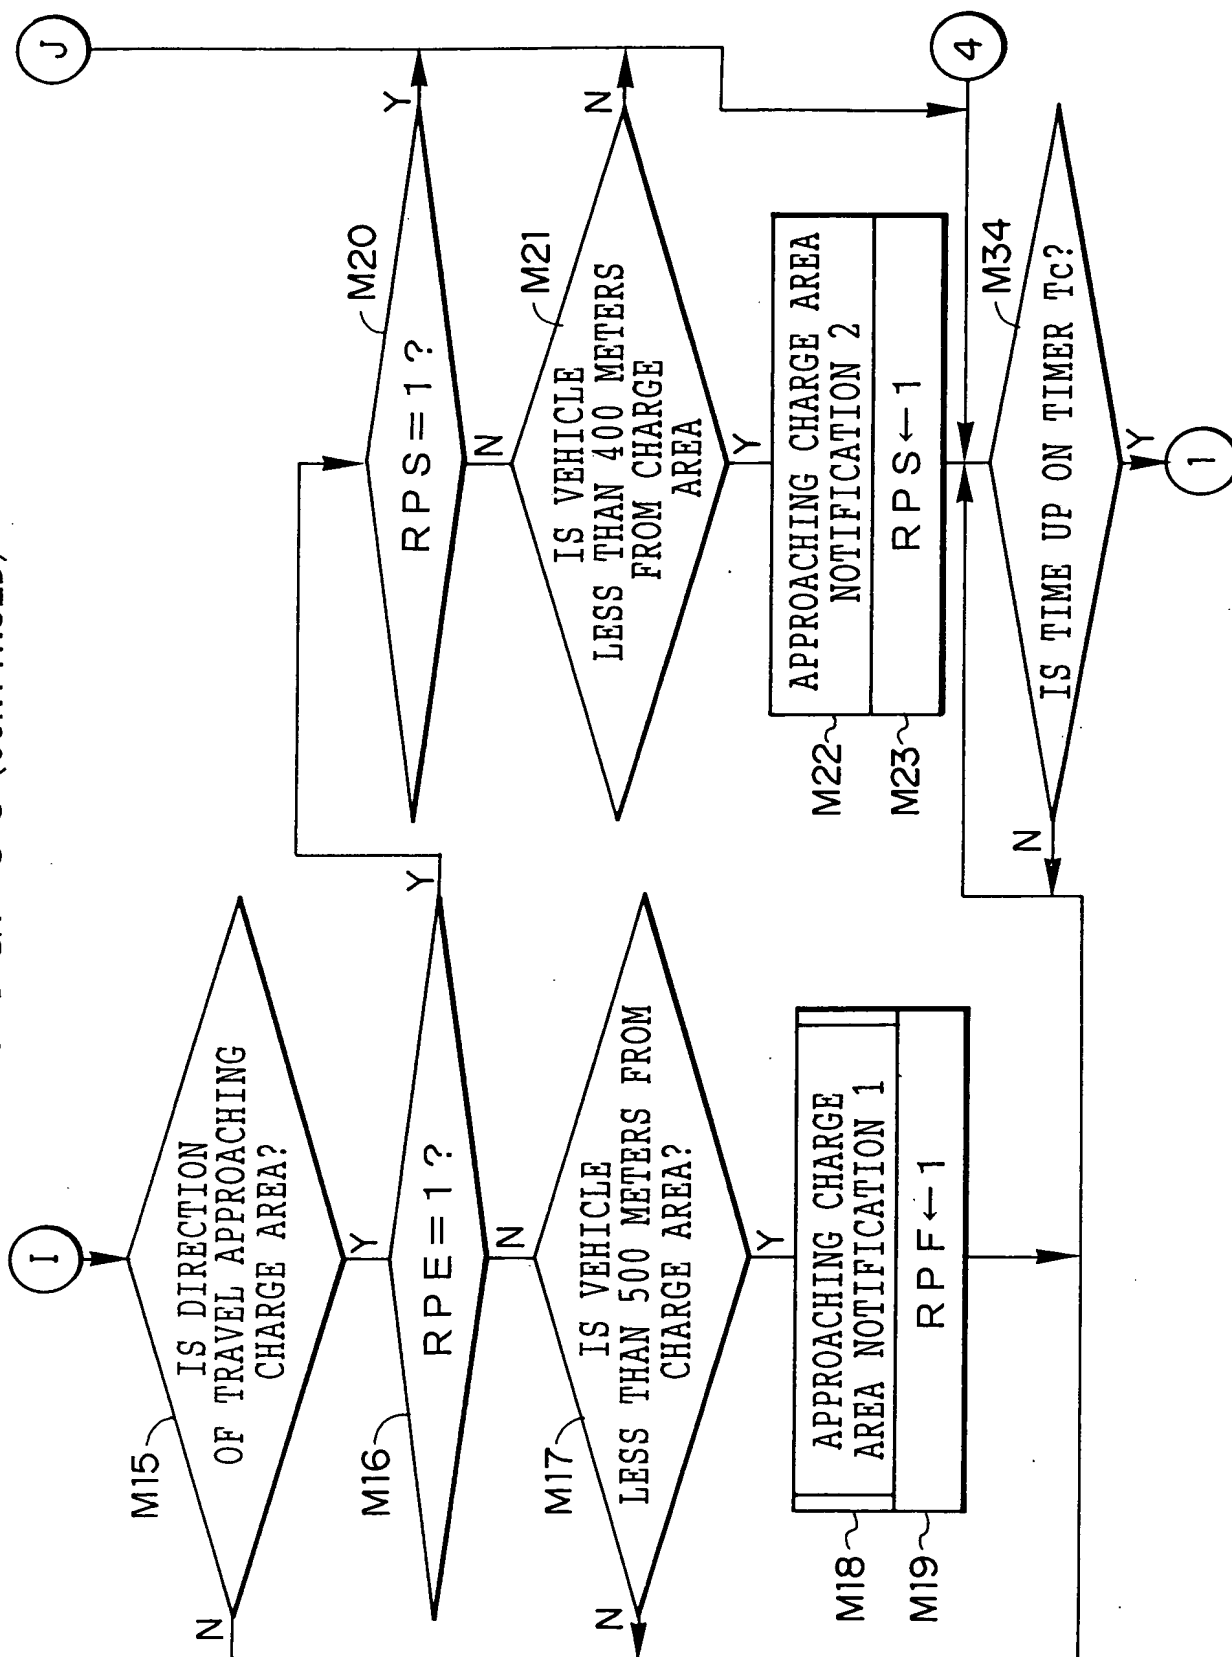 (CONTINUED)
I
M15
IS DIRECTION
OF TRAVEL APPROACHING
CHARGE AREA?
N
Y
M16
RPE=1?
Y
N
M17
IS VEHICLE
LESS THAN 500 METERS FROM
CHARGE AREA?
N
Y
M18
APPROACHING CHARGE
AREA NOTIFICATION 1
M19
RPF←1
J
M20
RPS=1?
Y
N
M21
IS VEHICLE
LESS THAN 400 METERS
FROM CHARGE
AREA
N
Y
M22
APPROACHING CHARGE AREA
NOTIFICATION 2
M23
RPS←1
4
M34
IS TIME UP ON TIMER Tc?
N
Y
1